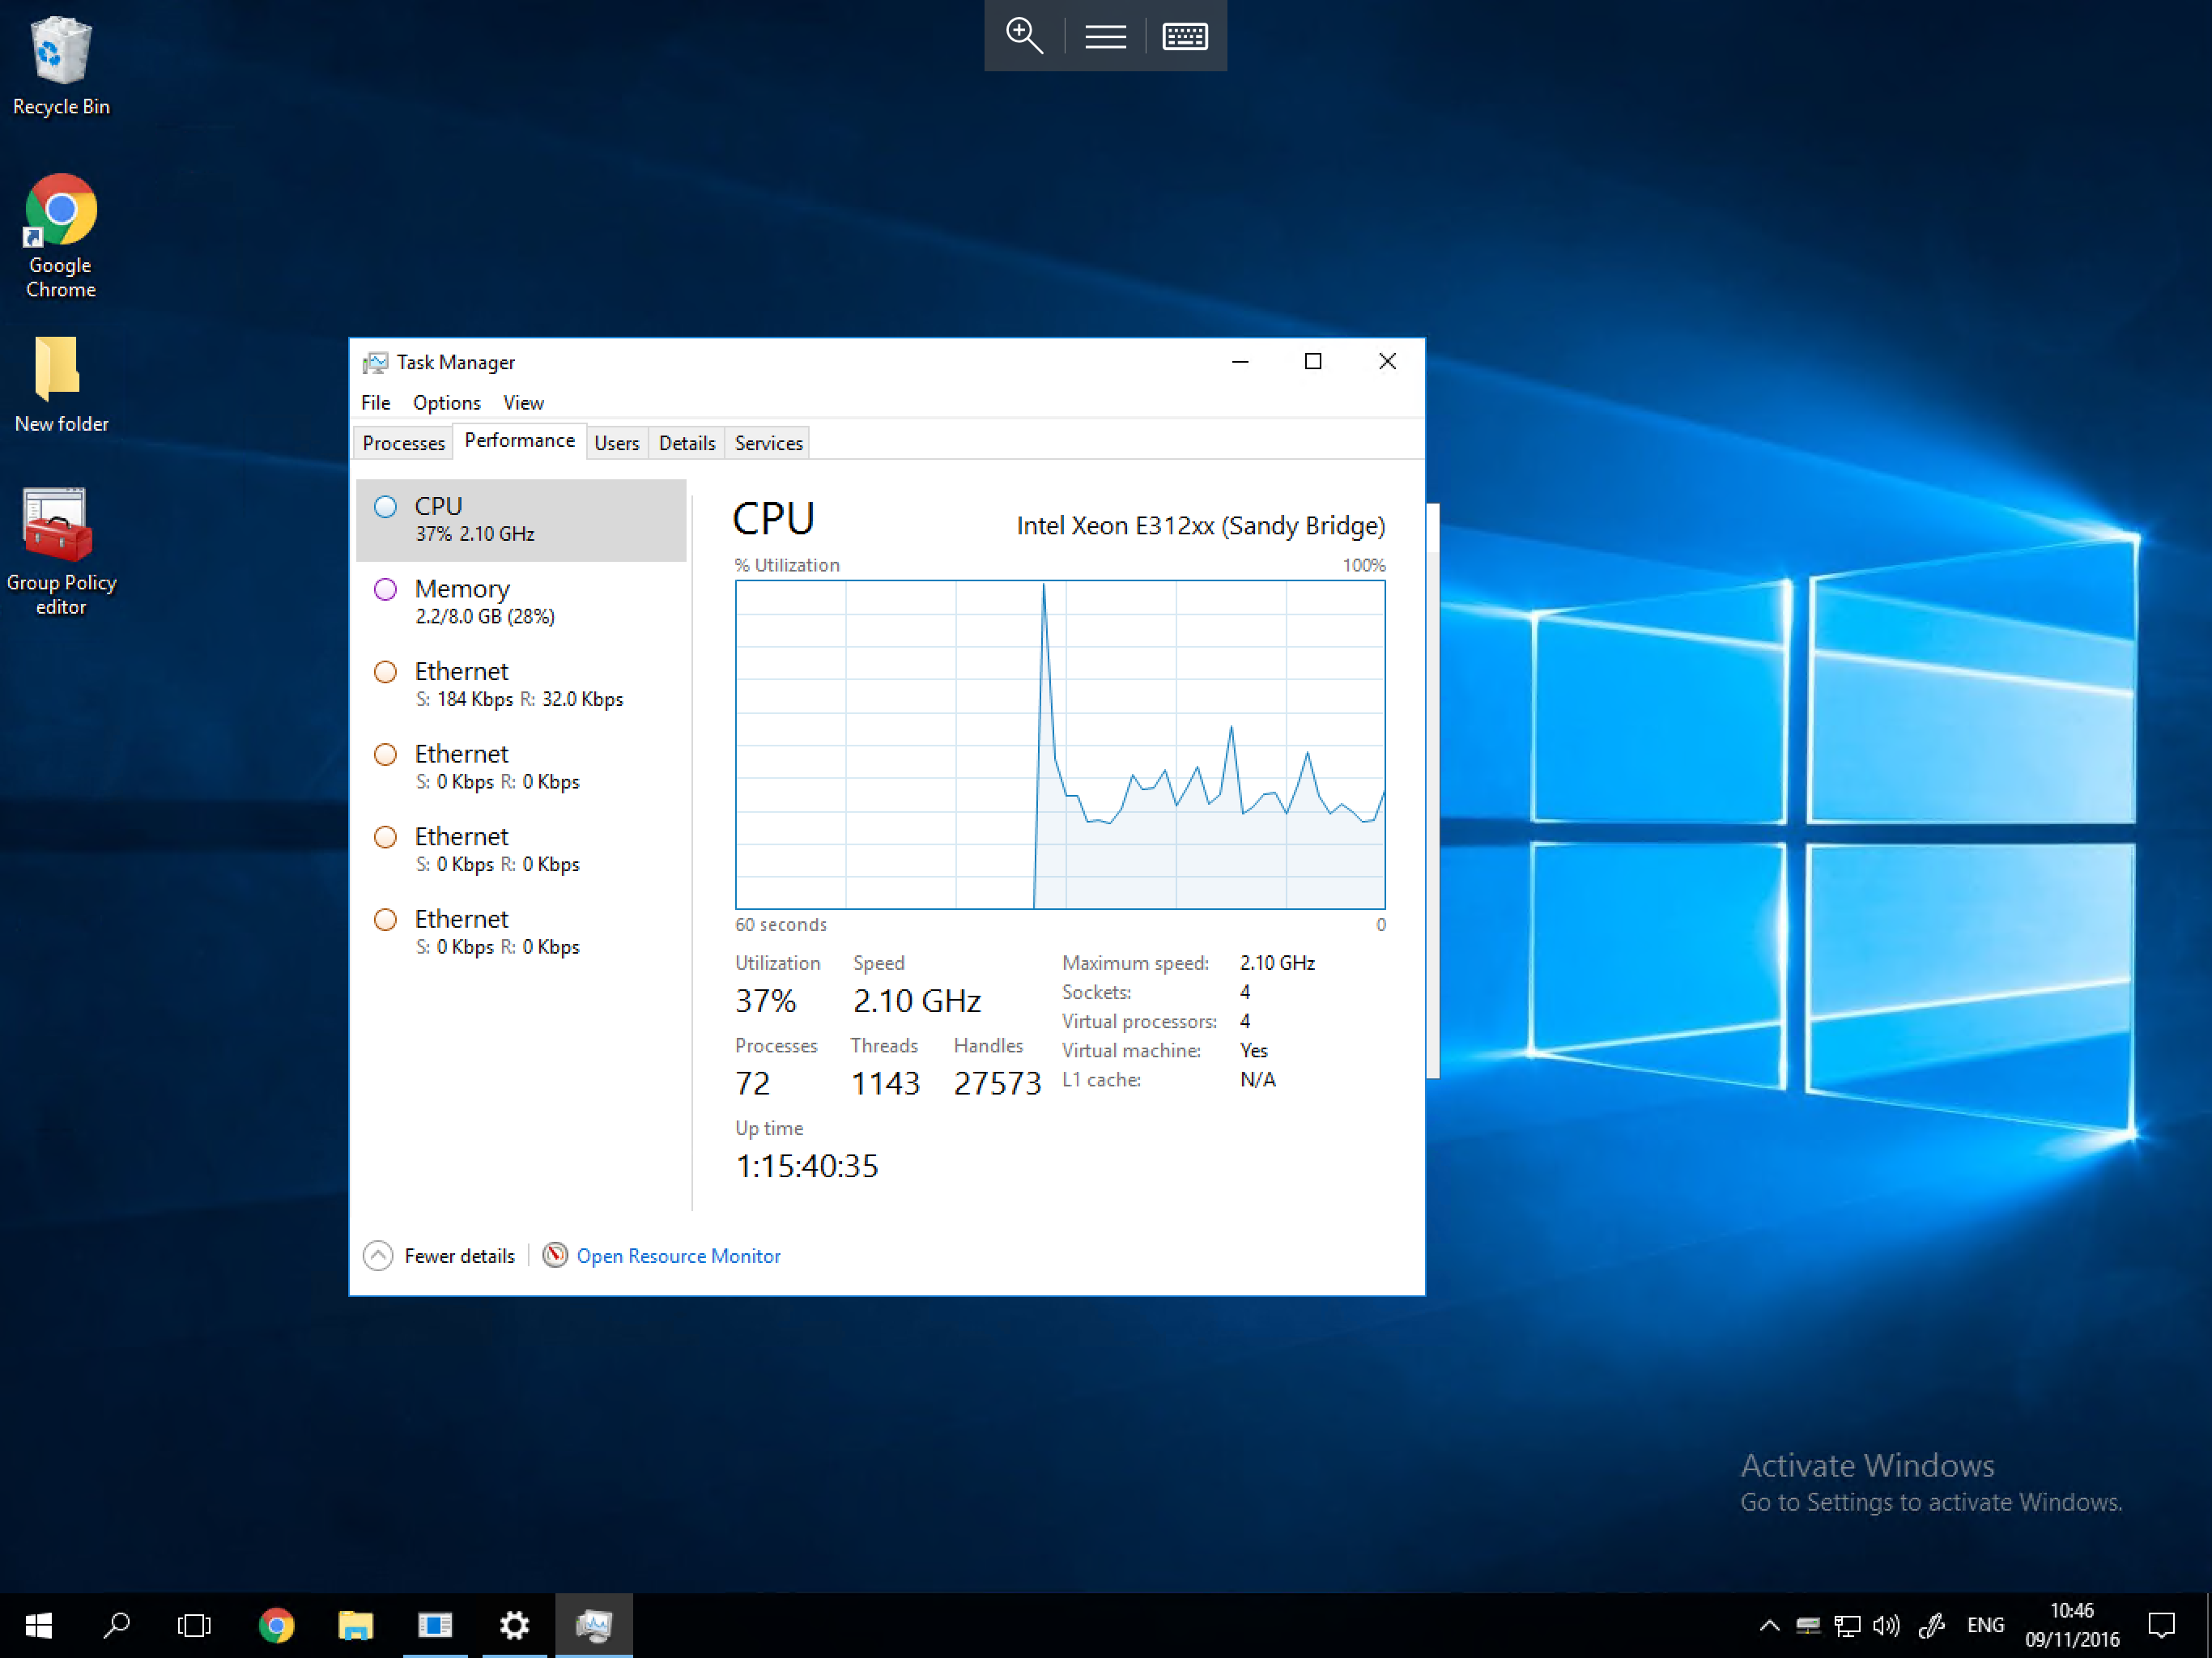 Recycle Bin
Google
Chrome
New folder
Group Policy
editor
Task Manager
File Options View
Processes Performance Users Details Services
CPU
37% 2.10 GHz
Memory
2.2/8.0 GB (28%)
Ethernet
S: 184 Kbps R: 32.0 Kbps
Ethernet
S: 0 Kbps R: 0 Kbps
Ethernet
S: 0 Kbps R: 0 Kbps
Ethernet
S: 0 Kbps R: 0 Kbps
CPU Intel Xeon E312xx (Sandy Bridge)
% Utilization 100%
60 seconds 0
Utilization Speed
37% 2.10 GHz
Processes Threads Handles
72 1143 27573
Up time
1:15:40:35
Maximum speed: 2.10 GHz
Sockets: 4
Virtual processors: 4
Virtual machine: Yes
L1 cache: N/A
Fewer details Open Resource Monitor
Activate Windows
Go to Settings to activate Windows.
ENG
10:46
09/11/2016